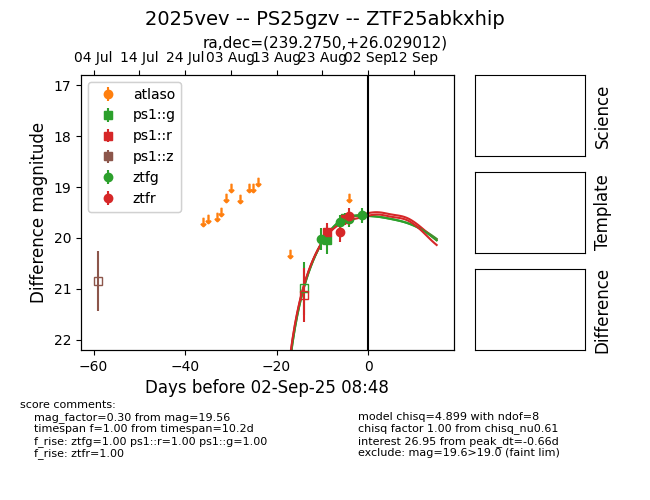 2025vev -- PS25gzv -- ZTF25abkxhip
ra,dec=(239.2750,+26.029012)
04 Jul 14 Jul 24 Jul 03 Aug 13 Aug 23 Aug 02 Sep 12 Sep
17
18
19
20
21
22
Difference magnitude
atlaso
ps1::g
ps1::r
ps1::z
ztfg
ztfr
Science
Template
Difference
−60 −40 −20 0
Days before 02-Sep-25 08:48
score comments:
mag_factor=0.30 from mag=19.56
timespan f=1.00 from timespan=10.2d
f_rise: ztfg=1.00 ps1::r=1.00 ps1::g=1.00
f_rise: ztfr=1.00
model chisq=4.899 with ndof=8
chisq factor 1.00 from chisq_nu0.61
interest 26.95 from peak_dt=-0.66d
exclude: mag=19.6>19.0 (faint lim)